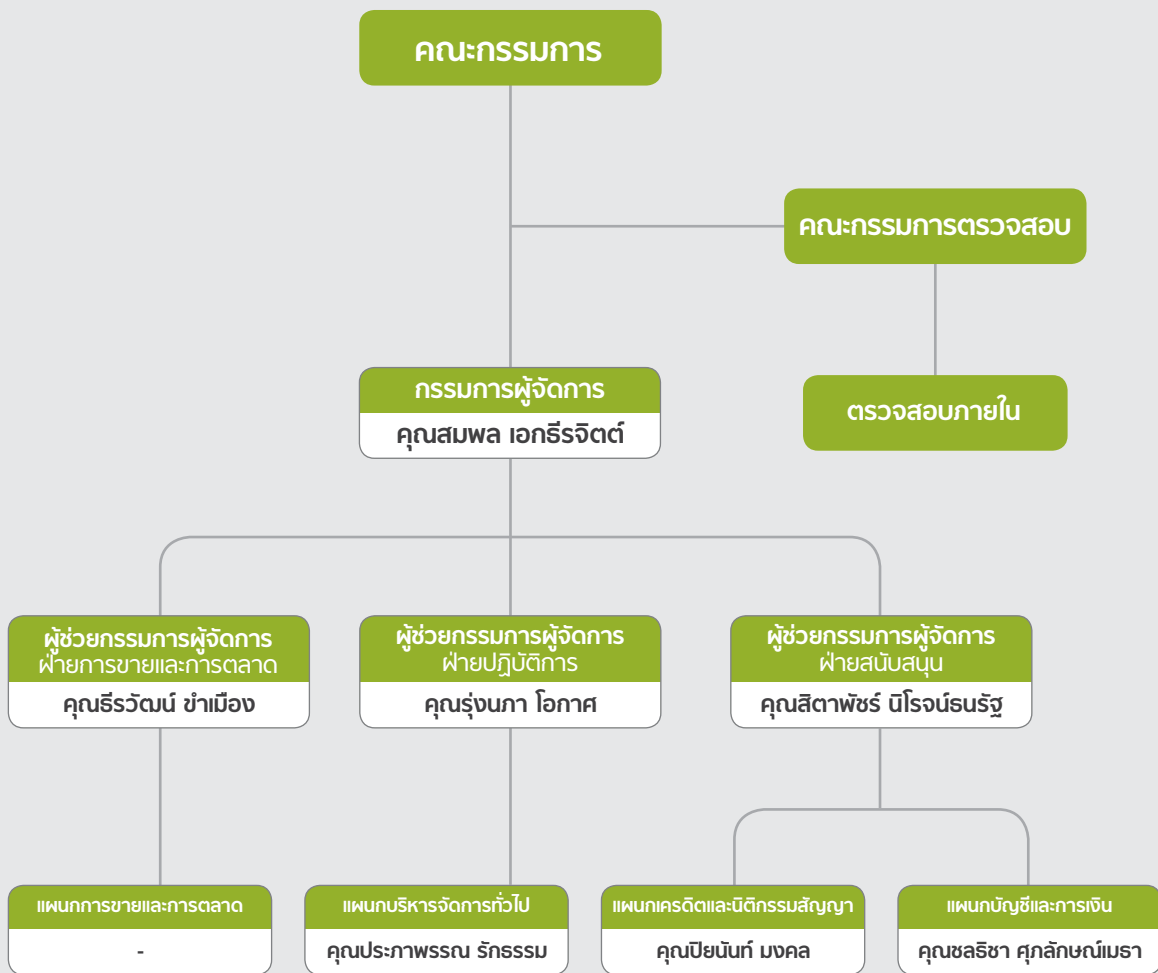 คณะกรรมการ
คณะกรรมการตรวจสอบ
กรรมการผู้จัดการ
คุณสมพล เอกธีรจิตต์
ตรวจสอบภายใน
ผู้ช่วยกรรมการผู้จัดการ
ฝ่ายการขายและการตลาด
คุณธีรวัฒน์ ขำเมือง
ผู้ช่วยกรรมการผู้จัดการ
ฝ่ายปฏิบัติการ
คุณรุ่งนภา โอกาศ
ผู้ช่วยกรรมการผู้จัดการ
ฝ่ายสนับสนุน
คุณสิตาพัชร์ นิโรจน์ธนรัฐ
แผนกการขายและการตลาด
-
แผนกบริหารจัดการทั่วไป
คุณประภาพรรณ รักธรรม
แผนกเครดิตและนิติกรรมสัญญา
คุณปิยนันท์ มงคล
แผนกบัญชีและการเงิน
คุณชลธิชา ศุภลักษณ์เมธา